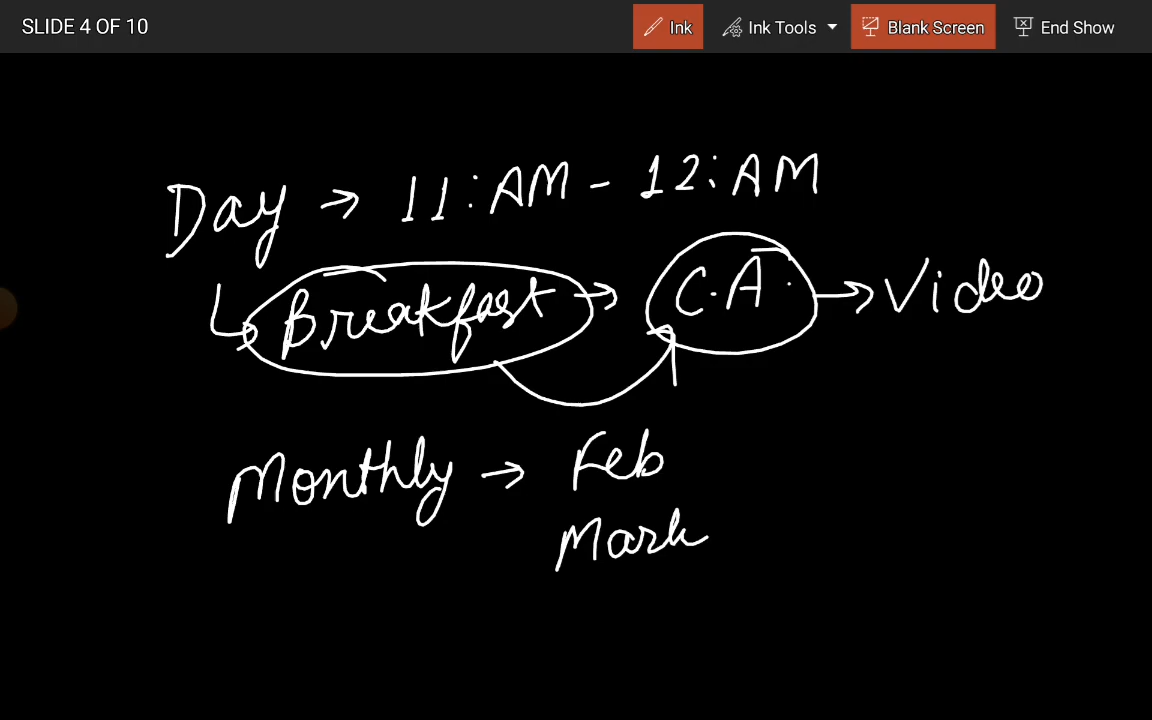 SLIDE 4 OF 10 Ink Ink Tools Blank Screen End Show
Day → 11:AM - 12:AM
↳ Breakfast → C.A. → Video
Monthly → Feb
Mark